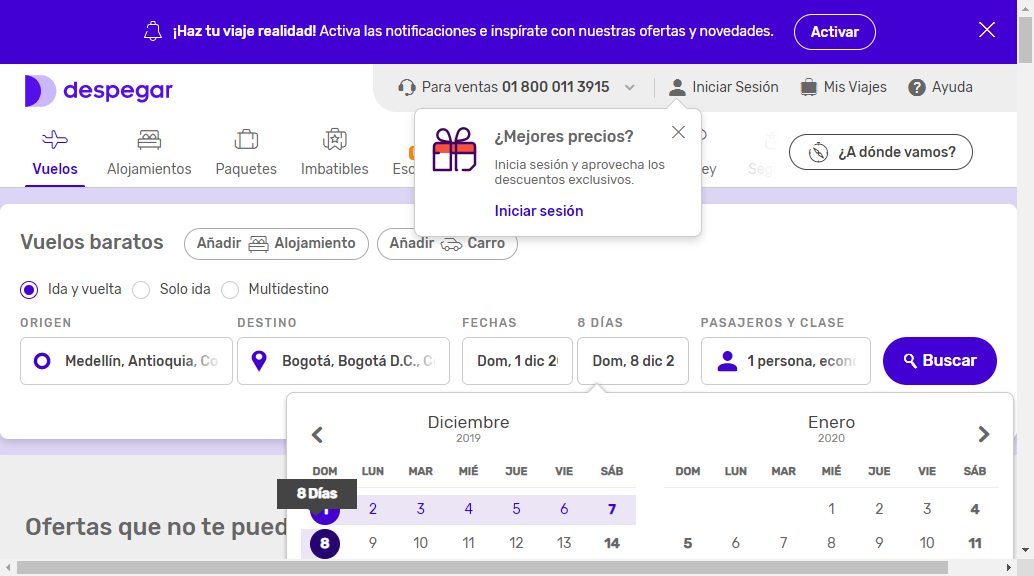 ¡Haz tu viaje realidad! Activa las notificaciones e inspírate con nuestras ofertas y novedades.
Activar
despegar
Para ventas 01 800 011 3915
Iniciar Sesión
Mis Viajes
Ayuda
Vuelos
Alojamientos
Paquetes
Imbatibles
¿A dónde vamos?
¿Mejores precios?
Inicia sesión y aprovecha los
descuentos exclusivos.
Iniciar sesión
Vuelos baratos
Añadir Alojamiento
Añadir Carro
Ida y vuelta
Solo ida
Multidestino
ORIGEN
DESTINO
FECHAS
8 DÍAS
PASAJEROS Y CLASE
Medellín, Antioquia, Co
Bogotá, Bogotá D.C., C
Dom, 1 dic 2
Dom, 8 dic 2
1 persona, econ
Buscar
Diciembre
2019
Enero
2020
DOM LUN MAR MIÉ JUE VIE SÁB
DOM LUN MAR MIÉ JUE VIE SÁB
8 Días
1 2 3 4 5 6 7
1 2 3 4
8 9 10 11 12 13 14
5 6 7 8 9 10 11
Ofertas que no te pued